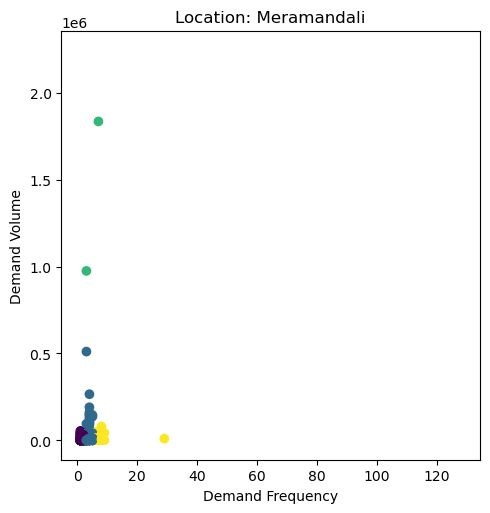 Location: Meramandali
1e6
2.0
1.5
1.0
0.5
0.0
Demand Volume
0 20 40 60 80 100 120
Demand Frequency